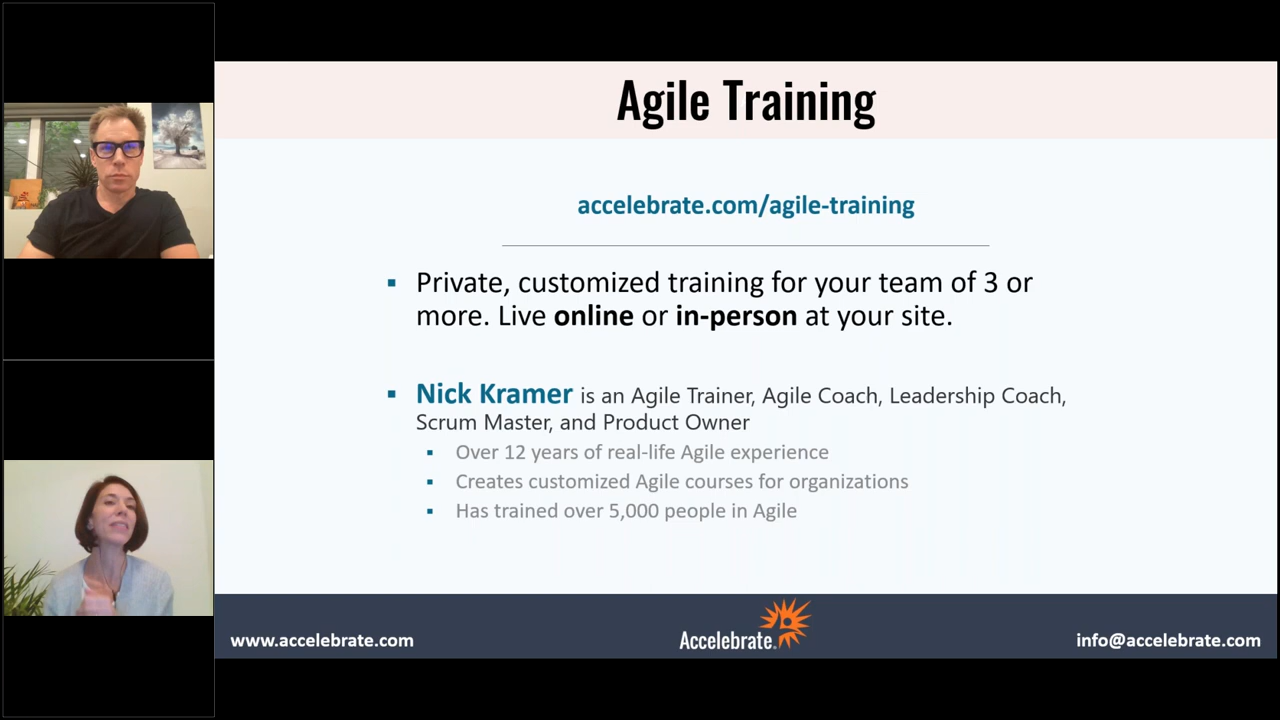 Agile Training
accelebrate.com/agile-training
Private, customized training for your team of 3 or
more. Live online or in-person at your site.
Nick Kramer is an Agile Trainer, Agile Coach, Leadership Coach,
Scrum Master, and Product Owner
Over 12 years of real-life Agile experience
Creates customized Agile courses for organizations
Has trained over 5,000 people in Agile
www.accelebrate.com
Accelebrate
info@accelebrate.com